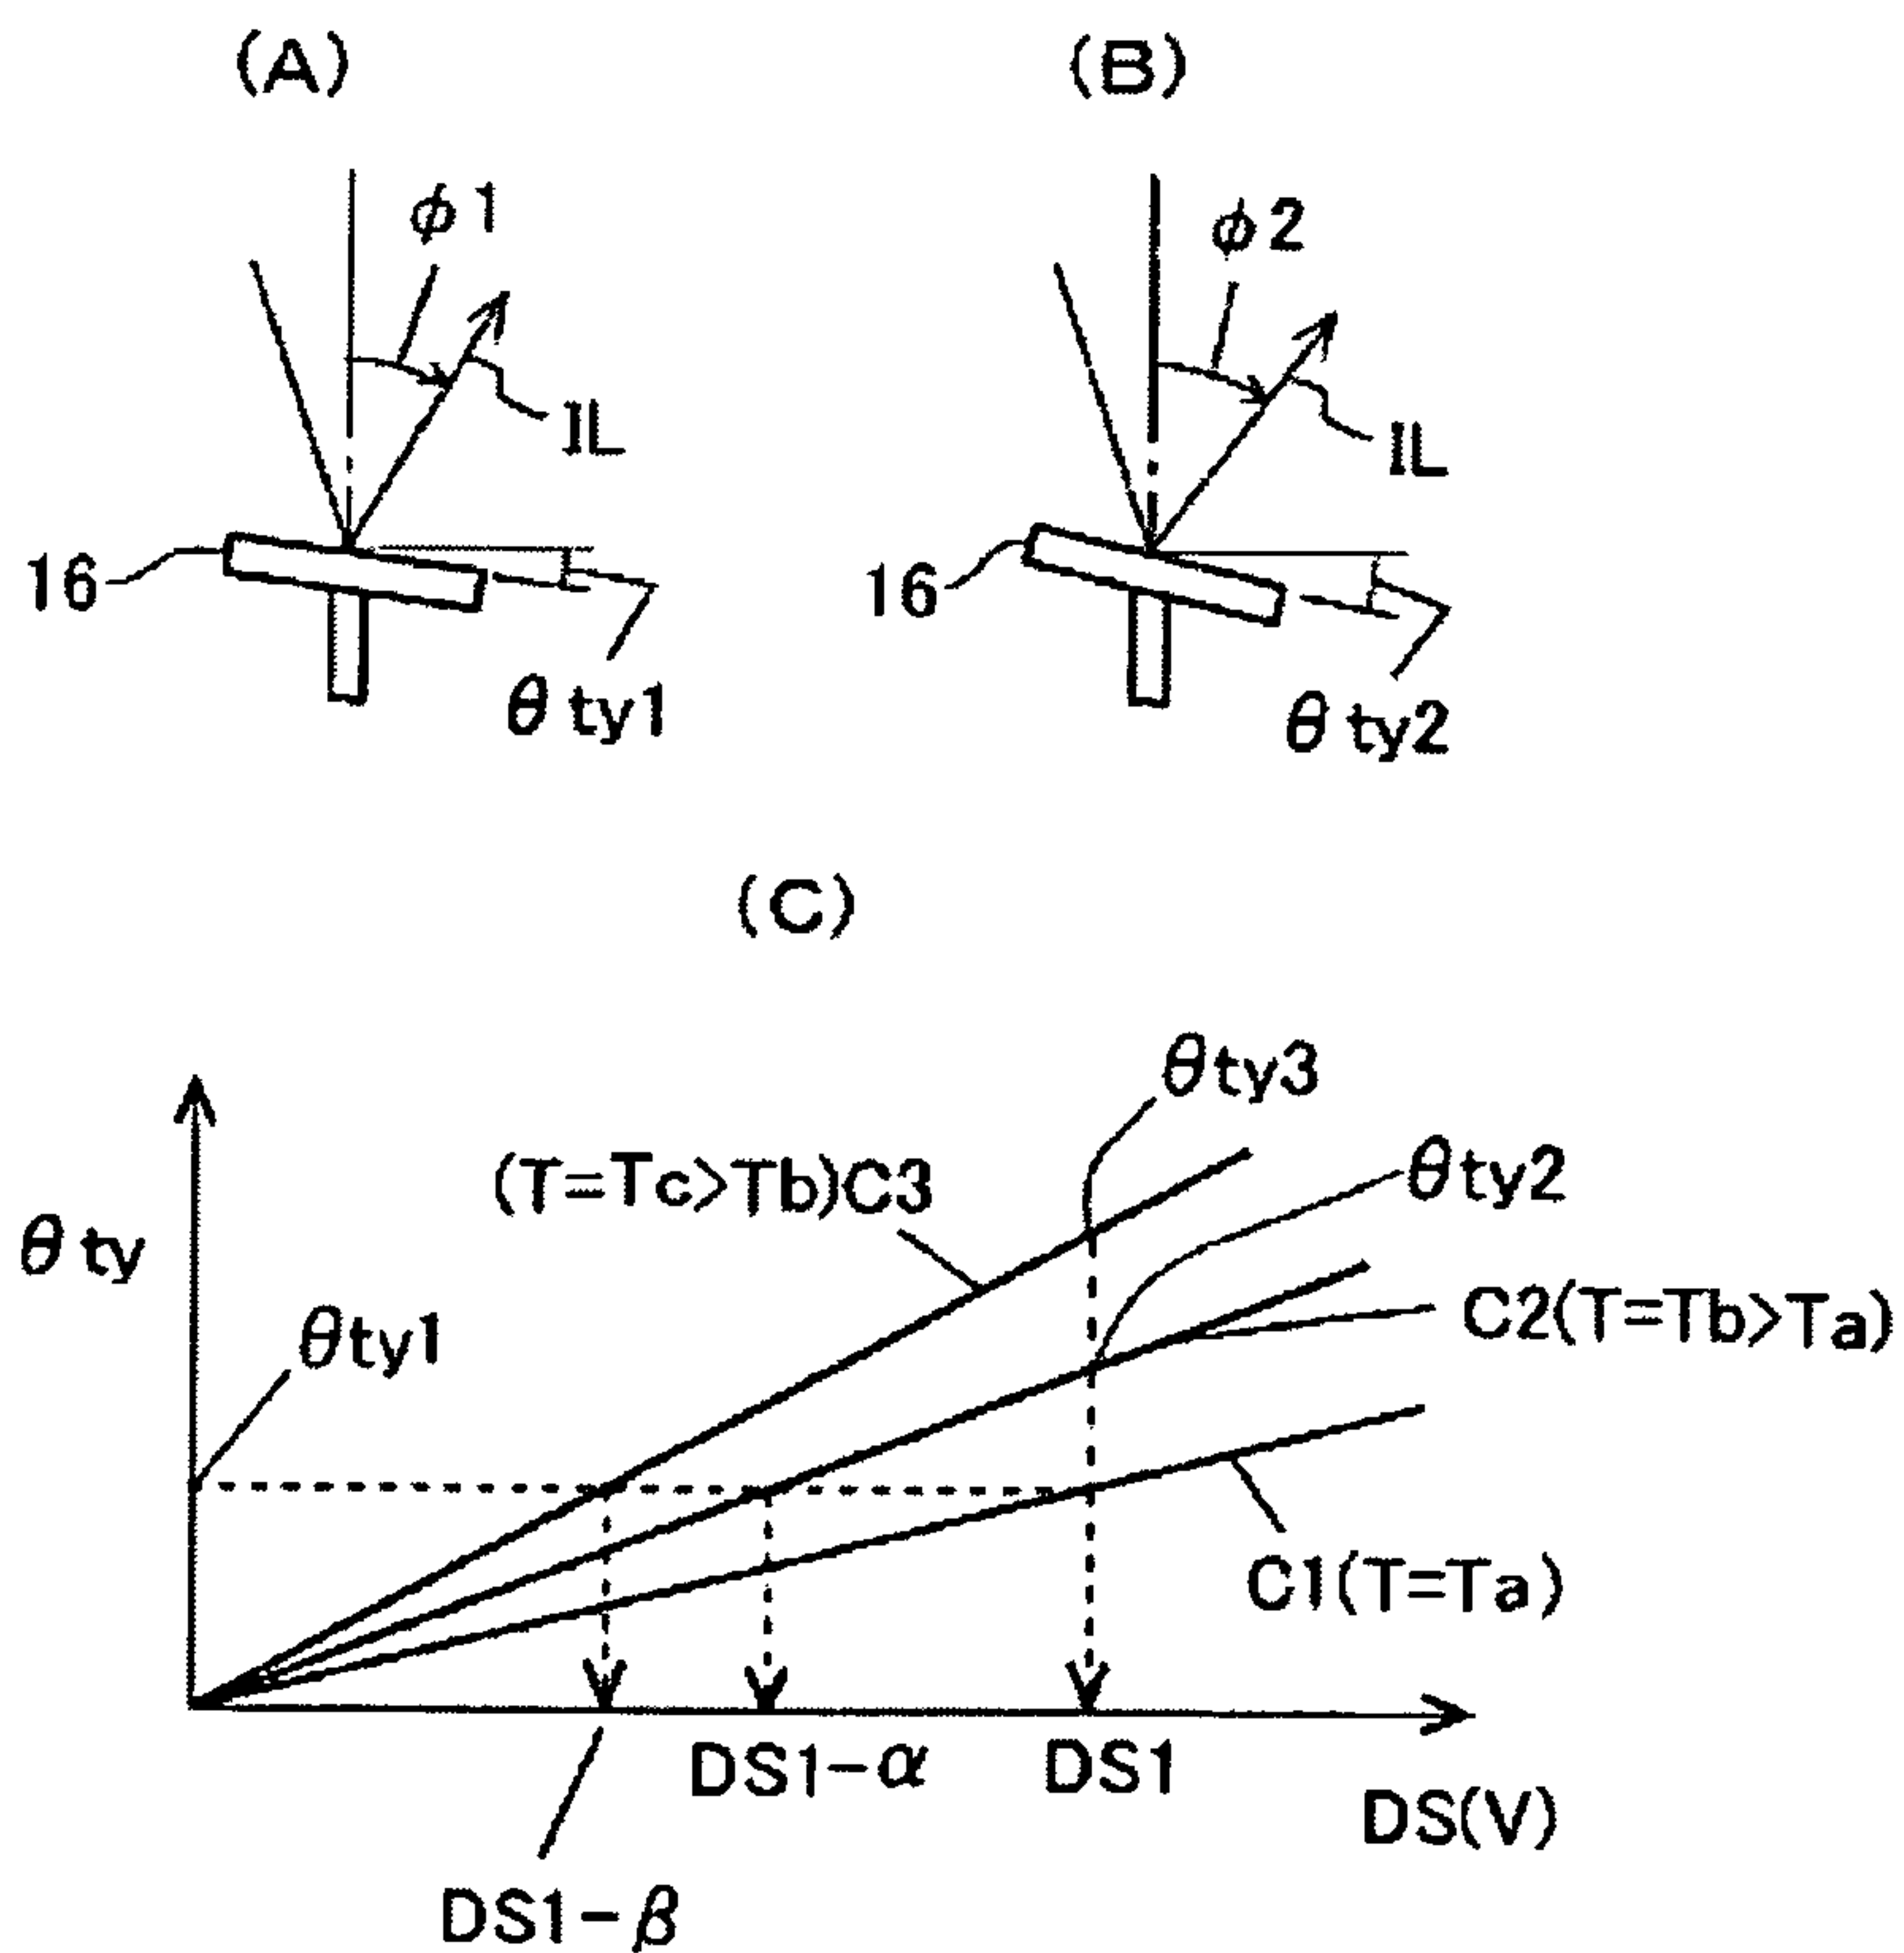 (A)
(B)
φ1
φ2
IL
IL
16
16
θty1
θty2
(C)
θty3
(T=Tc>Tb)C3
θty2
θty
C2(T=Tb>Ta)
θty1
C1(T=Ta)
DS1-α
DS1
DS(V)
DS1-β